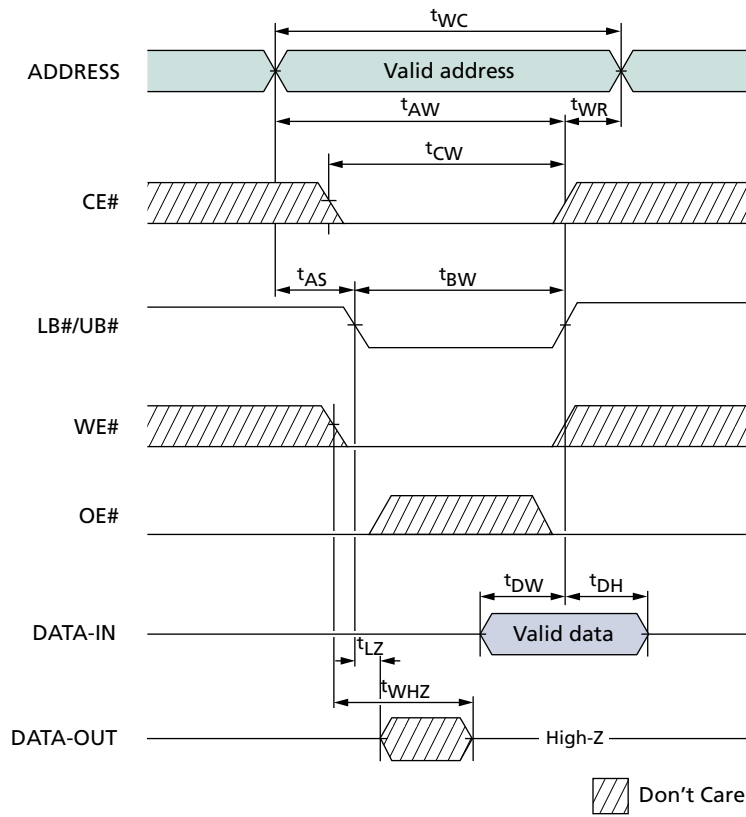 tWC
ADDRESS
Valid address
tAW
tWR
tCW
CE#
tAS
tBW
LB#/UB#
WE#
OE#
tDW
tDH
DATA-IN
Valid data
tLZ
tWHZ
DATA-OUT
High-Z
Don't Care